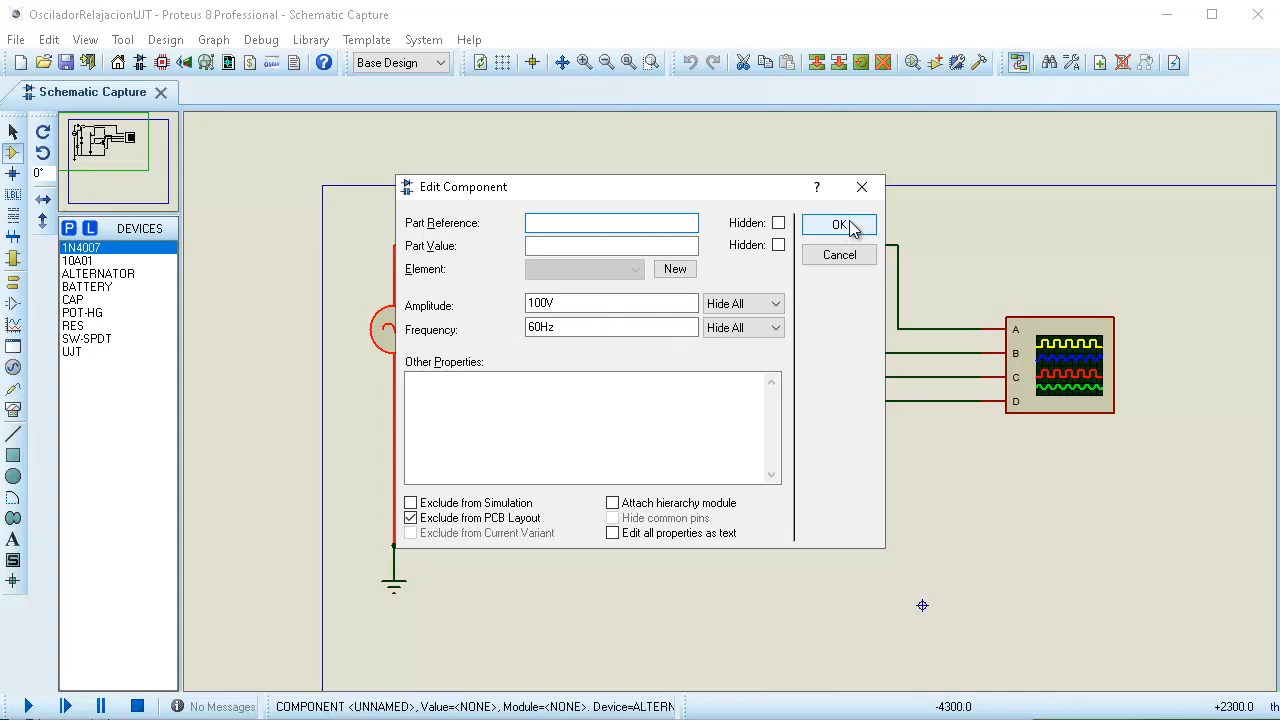 OsciladorRelajacionUJT - Proteus 8 Professional - Schematic Capture
File Edit View Tool Design Graph Debug Library Template System Help
Base Design
Schematic Capture
0°
P L DEVICES
1N4007
10A01
ALTERNATOR
BATTERY
CAP
POT-HG
RES
SW-SPDT
UJT
LBL
A
Edit Component
?
Part Reference:
Hidden:
OK
Part Value:
Hidden:
Cancel
Element:
New
Amplitude:
100V
Hide All
Frequency:
60Hz
Hide All
Other Properties:
Exclude from Simulation
Attach hierarchy module
Exclude from PCB Layout
Hide common pins
Exclude from Current Variant
Edit all properties as text
A
B
C
D
No Messages
COMPONENT <UNNAMED>, Value=<NONE>, Module=<NONE>. Device=ALTERN
-4300.0
+2300.0
th